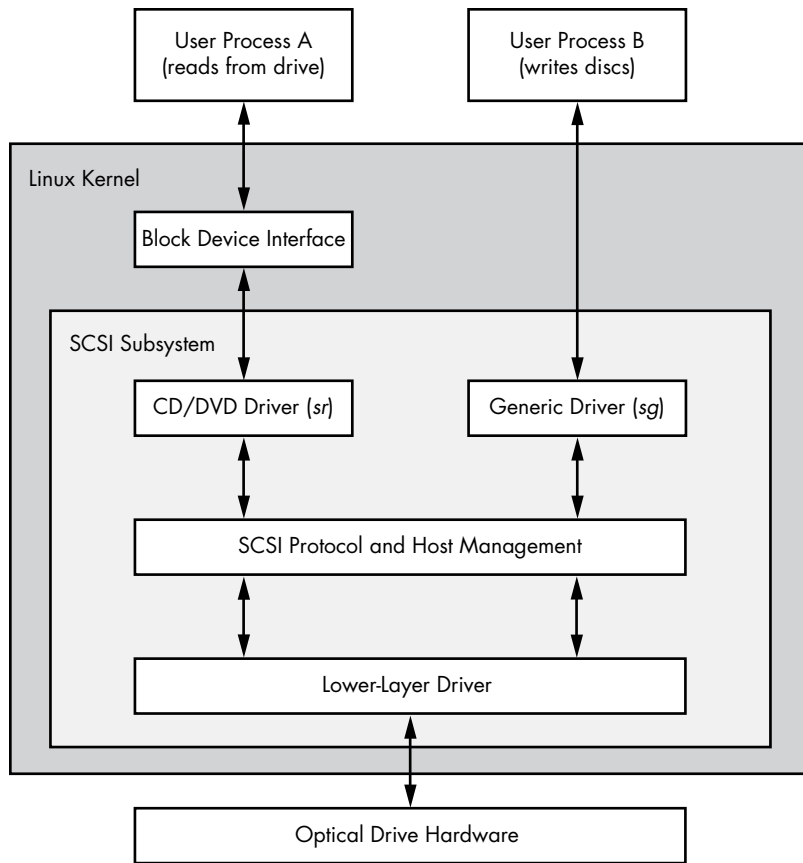 User Process A
(reads from drive)
User Process B
(writes discs)
Linux Kernel
Block Device Interface
SCSI Subsystem
CD/DVD Driver (sr)
Generic Driver (sg)
SCSI Protocol and Host Management
Lower-Layer Driver
Optical Drive Hardware